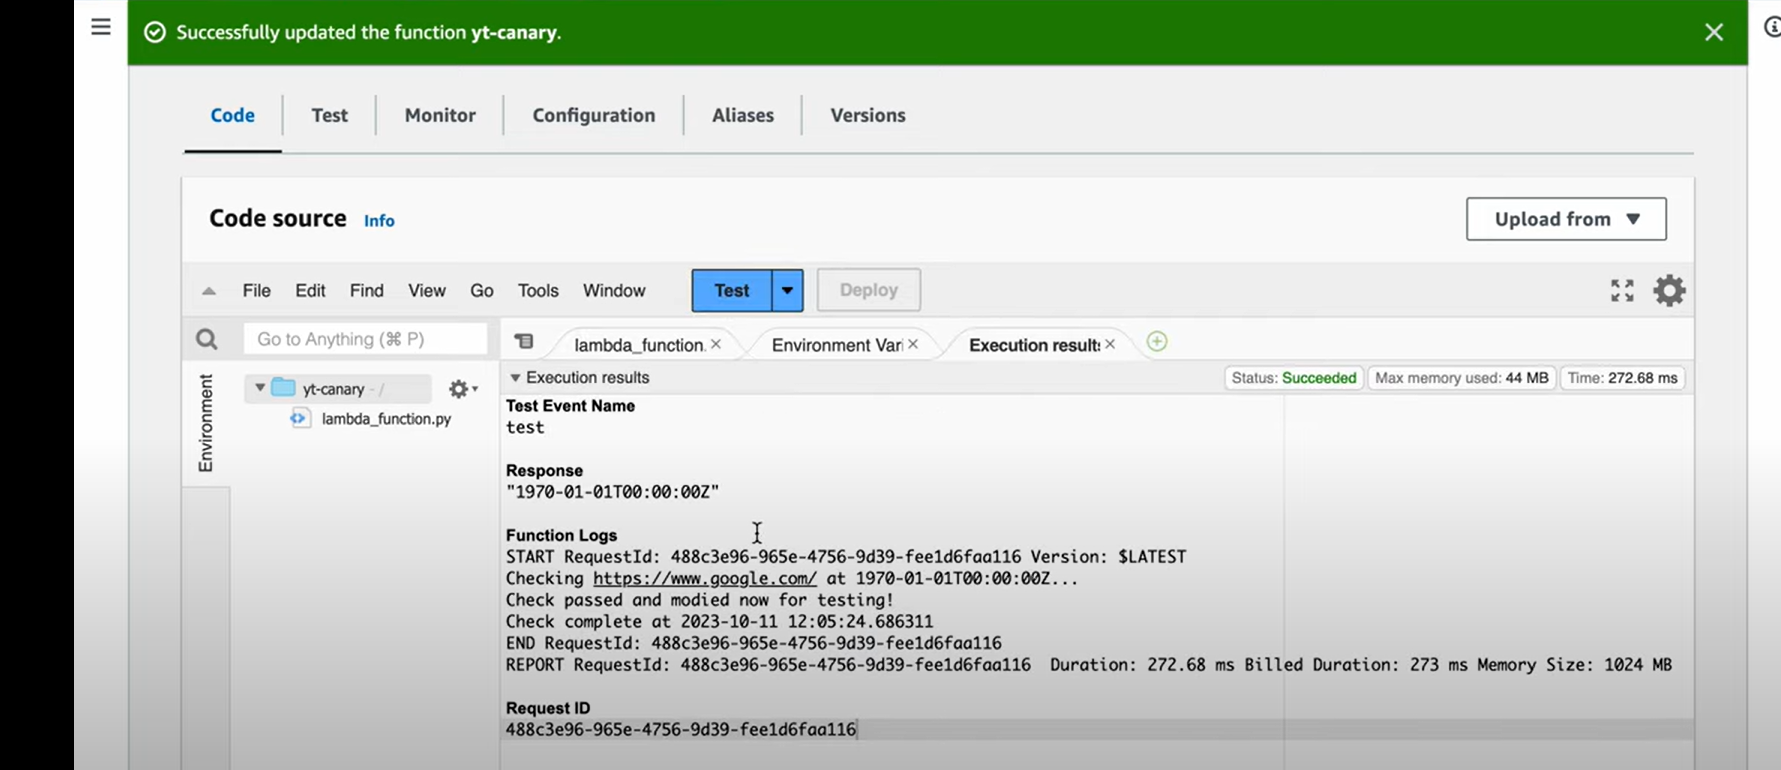 Successfully updated the function yt-canary.
Code
Test
Monitor
Configuration
Aliases
Versions
Code source Info
Upload from
File Edit Find View Go Tools Window
Test
Deploy
Go to Anything (⌘ P)
lambda_function.
Environment Vari
Execution results
Environment
yt-canary - /
lambda_function.py
Execution results
Status: Succeeded
Max memory used: 44 MB
Time: 272.68 ms
Test Event Name
test
Response
"1970-01-01T00:00:00Z"
Function Logs
START RequestId: 488c3e96-965e-4756-9d39-fee1d6faa116 Version: $LATEST
Checking https://www.google.com/ at 1970-01-01T00:00:00Z...
Check passed and modied now for testing!
Check complete at 2023-10-11 12:05:24.686311
END RequestId: 488c3e96-965e-4756-9d39-fee1d6faa116
REPORT RequestId: 488c3e96-965e-4756-9d39-fee1d6faa116 Duration: 272.68 ms Billed Duration: 273 ms Memory Size: 1024 MB
Request ID
488c3e96-965e-4756-9d39-fee1d6faa116